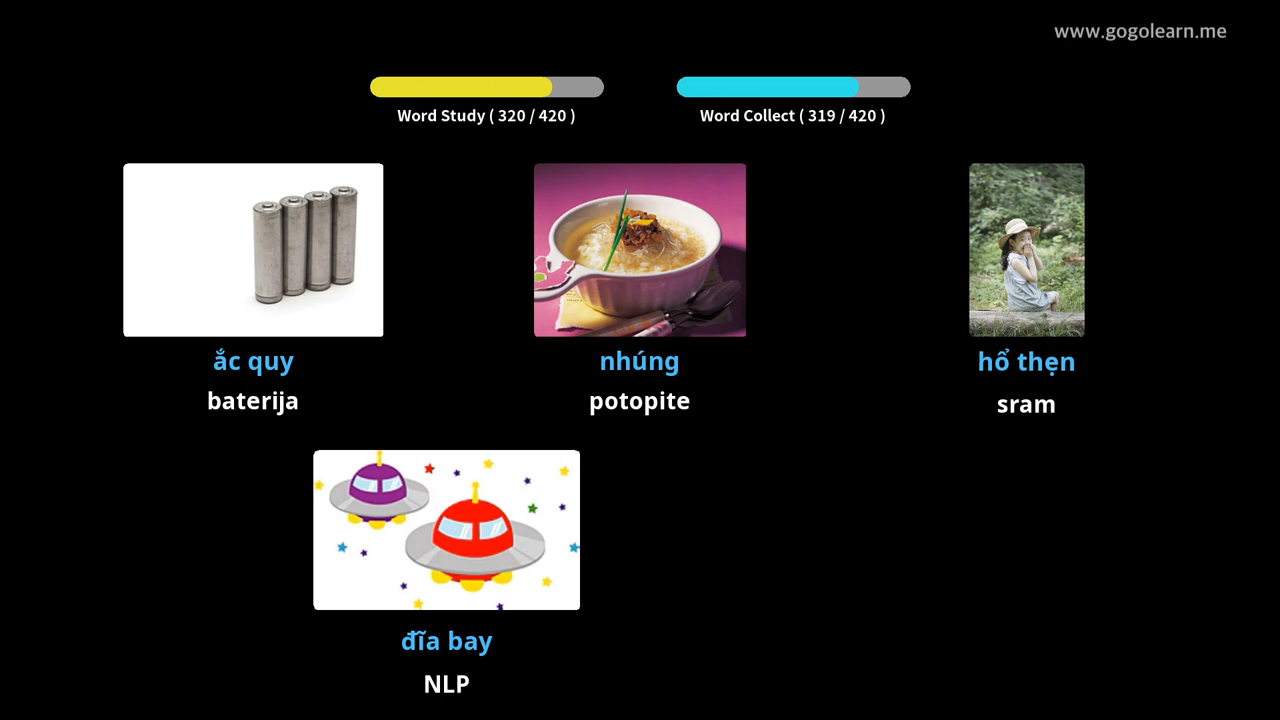 www.gogolearn.me
Word Study ( 320 / 420 )
Word Collect ( 319 / 420 )
ắc quy
nhúng
hổ thẹn
baterija
potopite
sram
đĩa bay
NLP